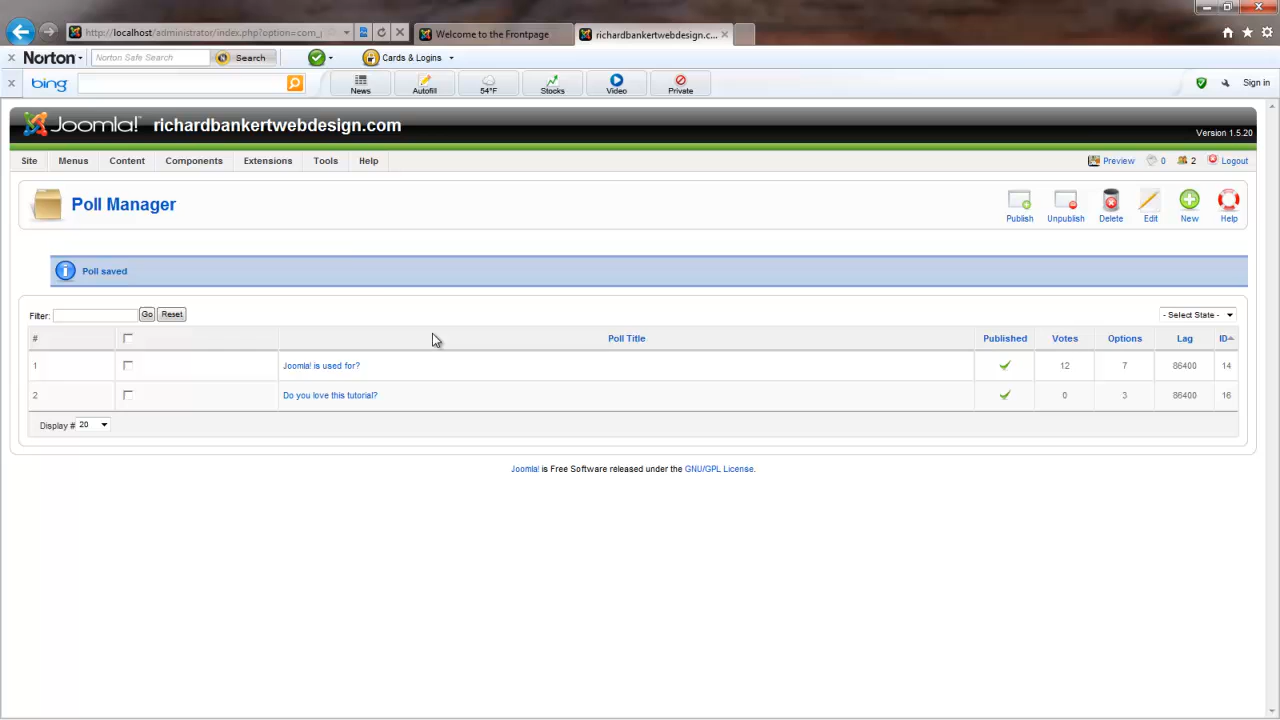 http://localhost/administrator/index.php?option=com_
Welcome to the Frontpage
richardbankertwebdesign.c...
Norton
Norton Safe Search
Search
Cards & Logins
bing
News
Autofill
54°F
Stocks
Video
Private
Sign in
Joomla! richardbankertwebdesign.com
Version 1.5.20
Site Menus Content Components Extensions Tools Help
Preview 0 2 Logout
Poll Manager
Publish Unpublish Delete Edit New Help
Poll saved
Filter: Go Reset - Select State -
# Poll Title Published Votes Options Lag ID
1 Joomla! is used for? 12 7 86400 14
2 Do you love this tutorial? 0 3 86400 16
Display # 20
Joomla! is Free Software released under the GNU/GPL License.